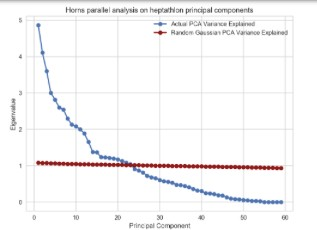 Horns parallel analysis on heptathlon principal components
Actual PCA Variance Explained
Random Gaussian PCA Variance Explained
5
4
3
2
1
0
Eigenvalue
0 10 20 30 40 50 60
Principal Component